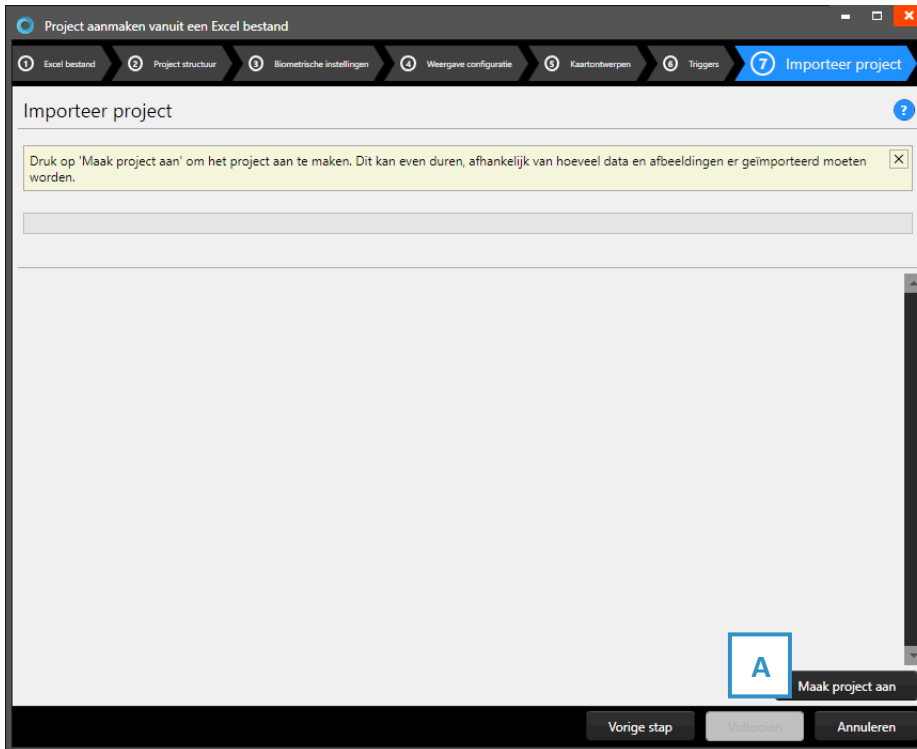 Project aanmaken vanuit een Excel bestand
1 Excel bestand 2 Project structuur 3 Biometrische instellingen 4 Weergave configuratie 5 Kaartontwerpen 6 Triggers 7 Importeer project
Importeer project ?
Druk op 'Maak project aan' om het project aan te maken. Dit kan even duren, afhankelijk van hoeveel data en afbeeldingen er geïmporteerd moeten
worden.
A
Maak project aan
Vorige stap Voltooien Annuleren